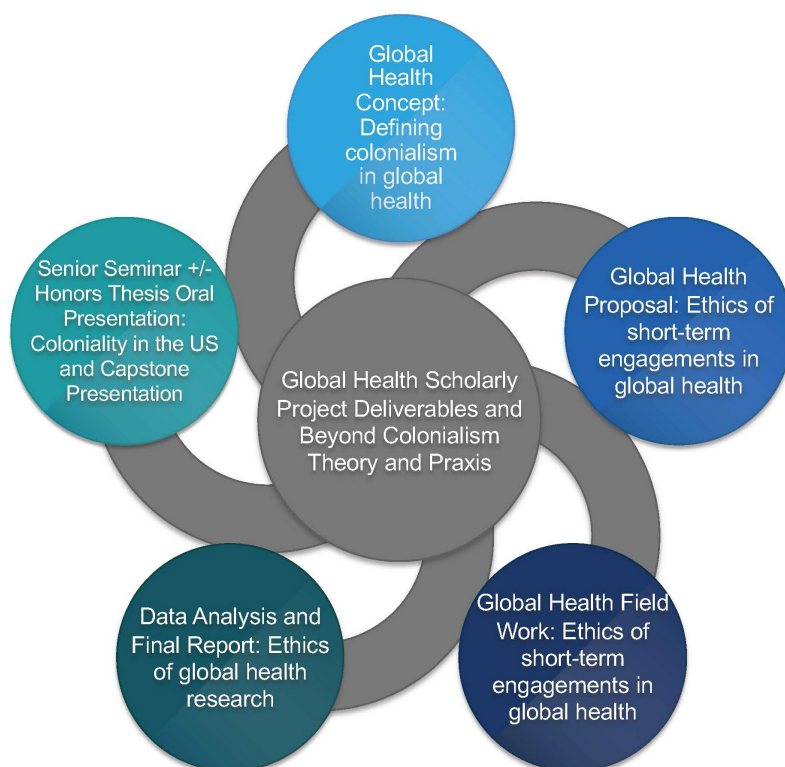 Global
Health
Concept:
Defining
colonialism
in global
health
Global Health
Proposal: Ethics of
short-term
engagements in
global health
Global Health Field
Work: Ethics of
short-term
engagements in
global health
Data Analysis and
Final Report: Ethics
of global health
research
Senior Seminar +/-
Honors Thesis Oral
Presentation:
Coloniality in the US
and Capstone
Presentation
Global Health Scholarly
Project Deliverables and
Beyond Colonialism
Theory and Praxis